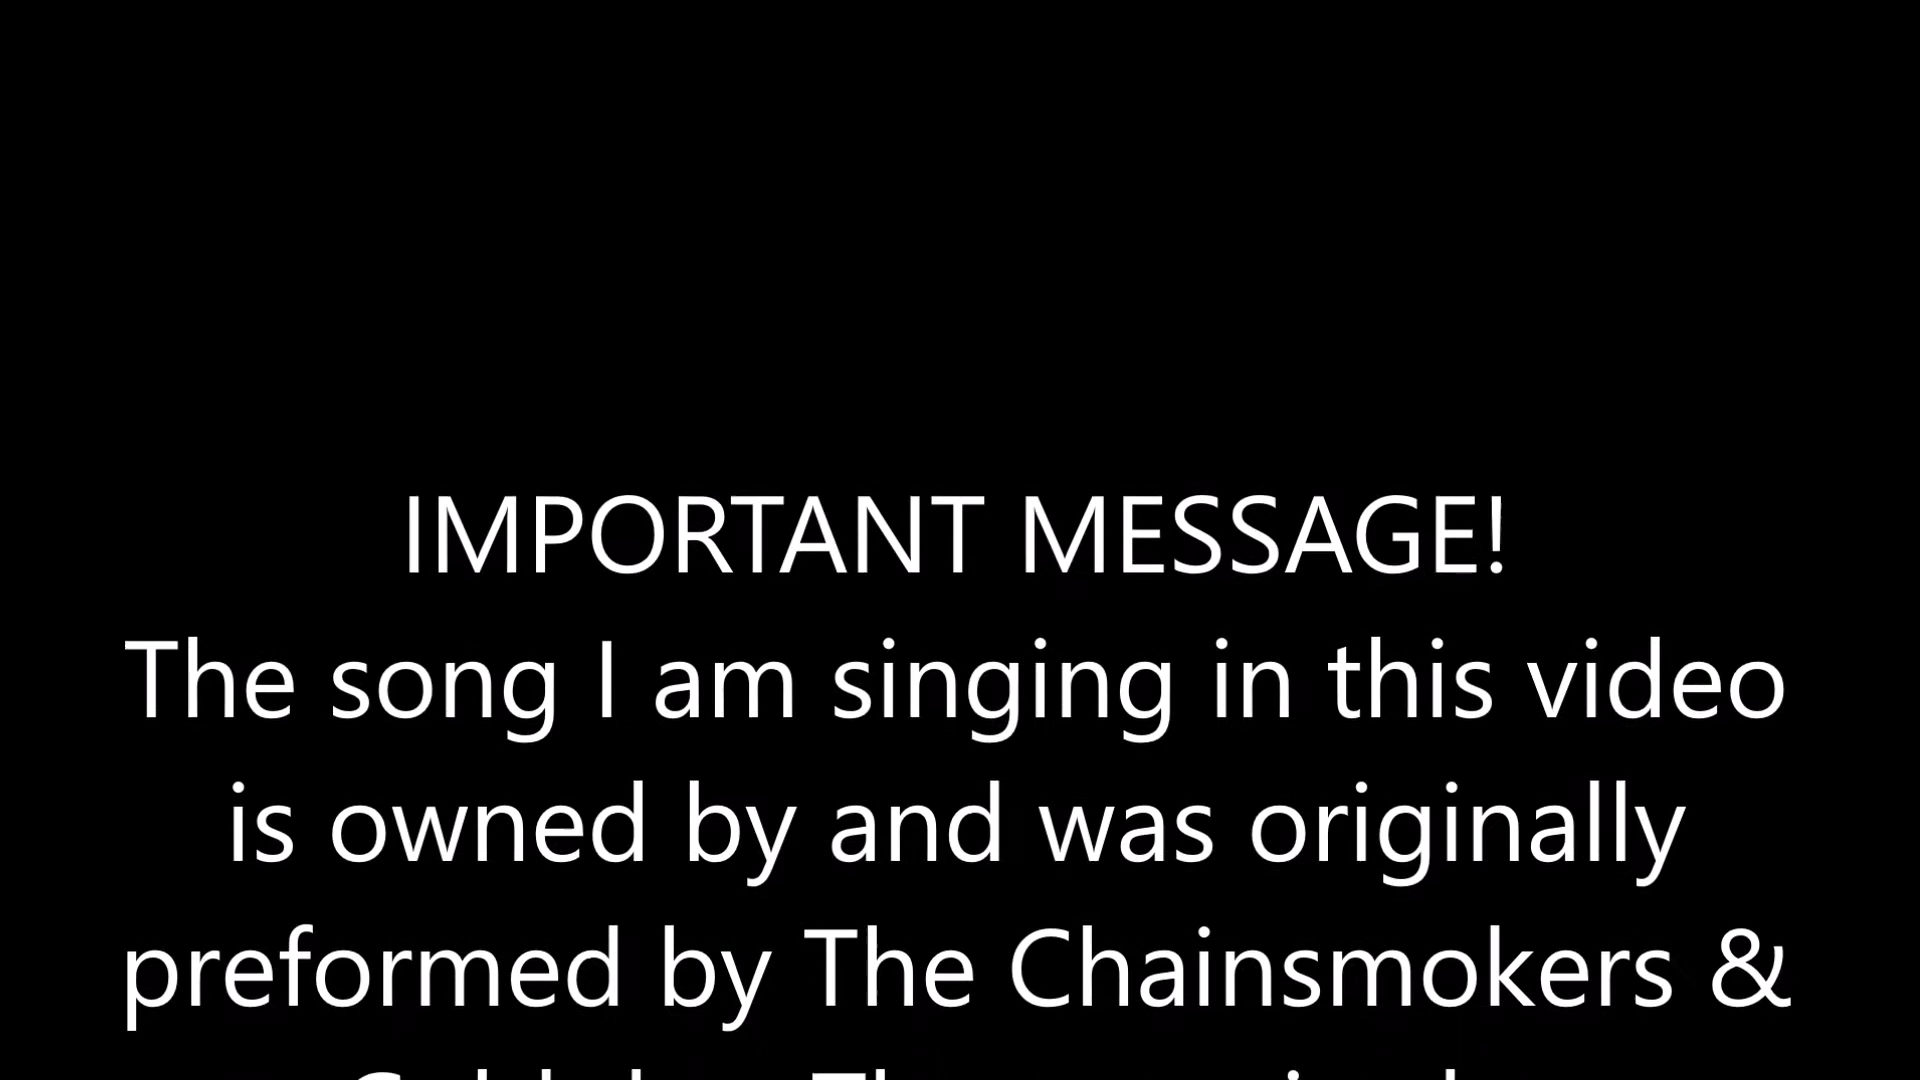 IMPORTANT MESSAGE!
The song I am singing in this video
is owned by and was originally
preformed by The Chainsmokers &